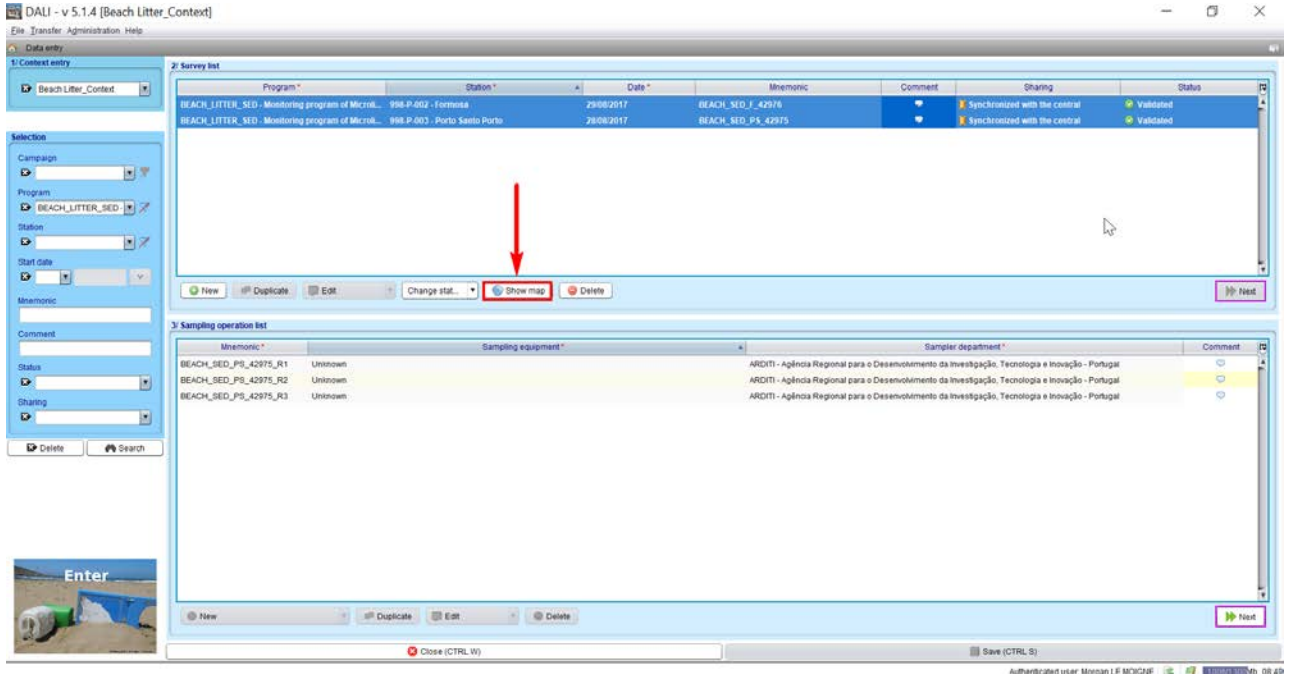 DALI - v 5.1.4 [Beach Litter_Context]
File Transfer Administration Help
Data entry
1/ Context entry
Beach Litter_Context
Selection
Campaign
Program
BEACH_LITTER_SED -
Station
Start date
Mnemonic
Comment
Status
Sharing
Delete Search
Enter
2/ Survey list
Program * Station * Date * Mnemonic Comment Sharing Status
BEACH_LITTER_SED - Monitoring program of Microli... 998-P-002 - Formosa 29/08/2017 BEACH_SED_F_42976 Synchronized with the central Validated
BEACH_LITTER_SED - Monitoring program of Microli... 998-P-003 - Porto Santo Porto 28/08/2017 BEACH_SED_PS_42975 Synchronized with the central Validated
New Duplicate Edit Change stat... Show map Delete Next
3/ Sampling operation list
Mnemonic * Sampling equipment * Sampler department * Comment
BEACH_SED_PS_42975_R1 Unknown ARDITI - Agência Regional para o Desenvolvimento da Investigação, Tecnologia e Inovação - Portugal
BEACH_SED_PS_42975_R2 Unknown ARDITI - Agência Regional para o Desenvolvimento da Investigação, Tecnologia e Inovação - Portugal
BEACH_SED_PS_42975_R3 Unknown ARDITI - Agência Regional para o Desenvolvimento da Investigação, Tecnologia e Inovação - Portugal
New Duplicate Edit Delete Next
Close (CTRL W) Save (CTRL S)
Authenticated user: Morgan LE MOIGNE